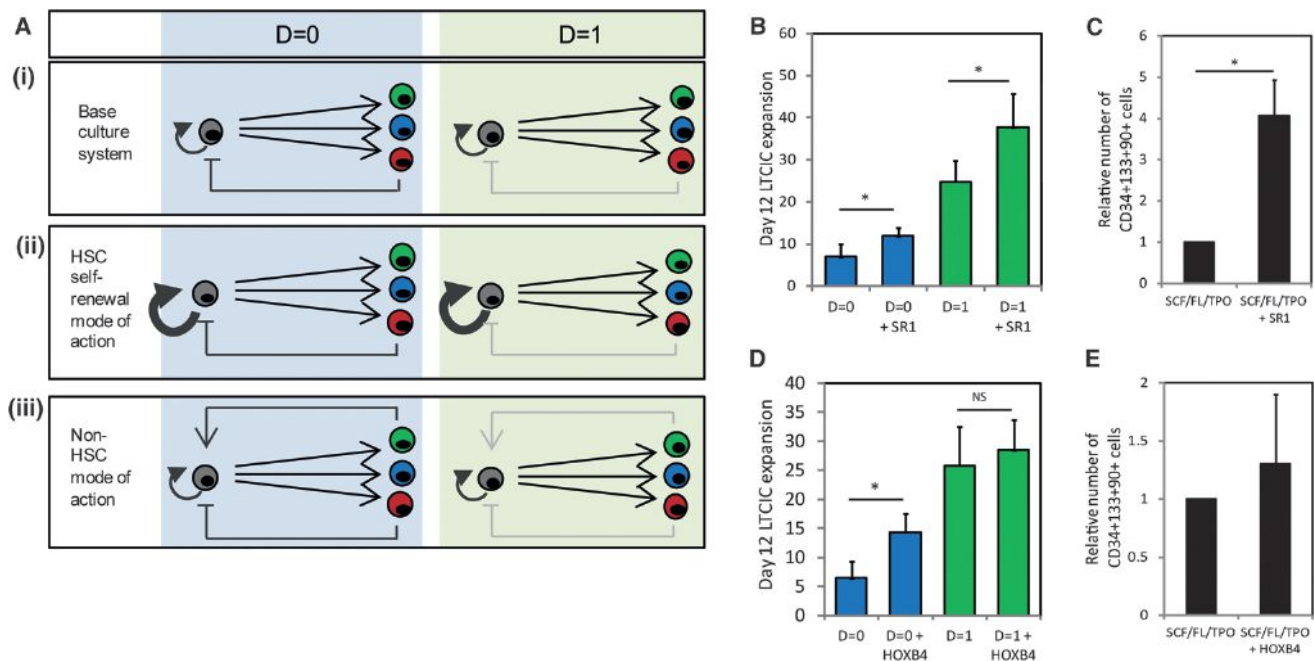 A
D=0
D=1
(i)
Base
culture
system
(ii)
HSC
self-
renewal
mode of
action
(iii)
Non-
HSC
mode of
action
B
Day 12 LTCIC expansion
60
50
40
30
20
10
0
*
*
D=0
D=0
+ SR1
D=1
D=1
+ SR1
C
Relative number of
CD34+133+90+ cells
6
5
4
3
2
1
0
*
SCF/FL/TPO
SCF/FL/TPO
+ SR1
D
Day 12 LTCIC expansion
40
35
30
25
20
15
10
5
0
*
NS
D=0
D=0 +
HOXB4
D=1
D=1 +
HOXB4
E
Relative number of
CD34+133+90+ cells
2
1.5
1
0.5
0
SCF/FL/TPO
SCF/FL/TPO
+ HOXB4